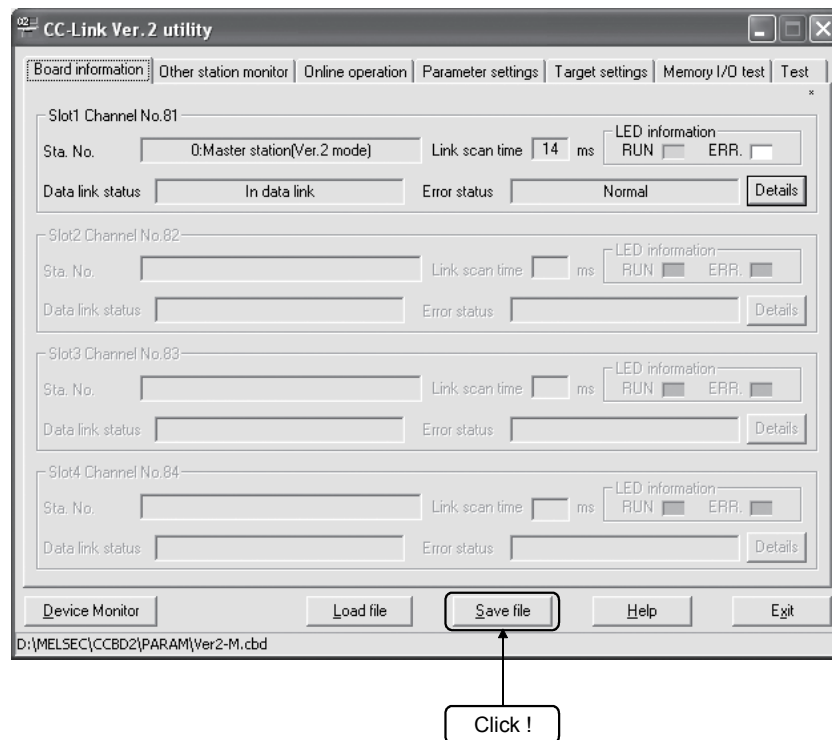 CC-Link Ver. 2 utility
Board information Other station monitor Online operation Parameter settings Target settings Memory I/O test Test
*
Slot1 Channel No.81
LED information
Sta. No. 0:Master station(Ver.2 mode) Link scan time 14 ms RUN ERR.
Data link status In data link Error status Normal Details
Slot2 Channel No.82
LED information
Sta. No. Link scan time ms RUN ERR.
Data link status Error status Details
Slot3 Channel No.83
LED information
Sta. No. Link scan time ms RUN ERR.
Data link status Error status Details
Slot4 Channel No.84
LED information
Sta. No. Link scan time ms RUN ERR.
Data link status Error status Details
Device Monitor Load file Save file Help Exit
D:\MELSEC\CCBD2\PARAM\Ver2-M.cbd
Click !